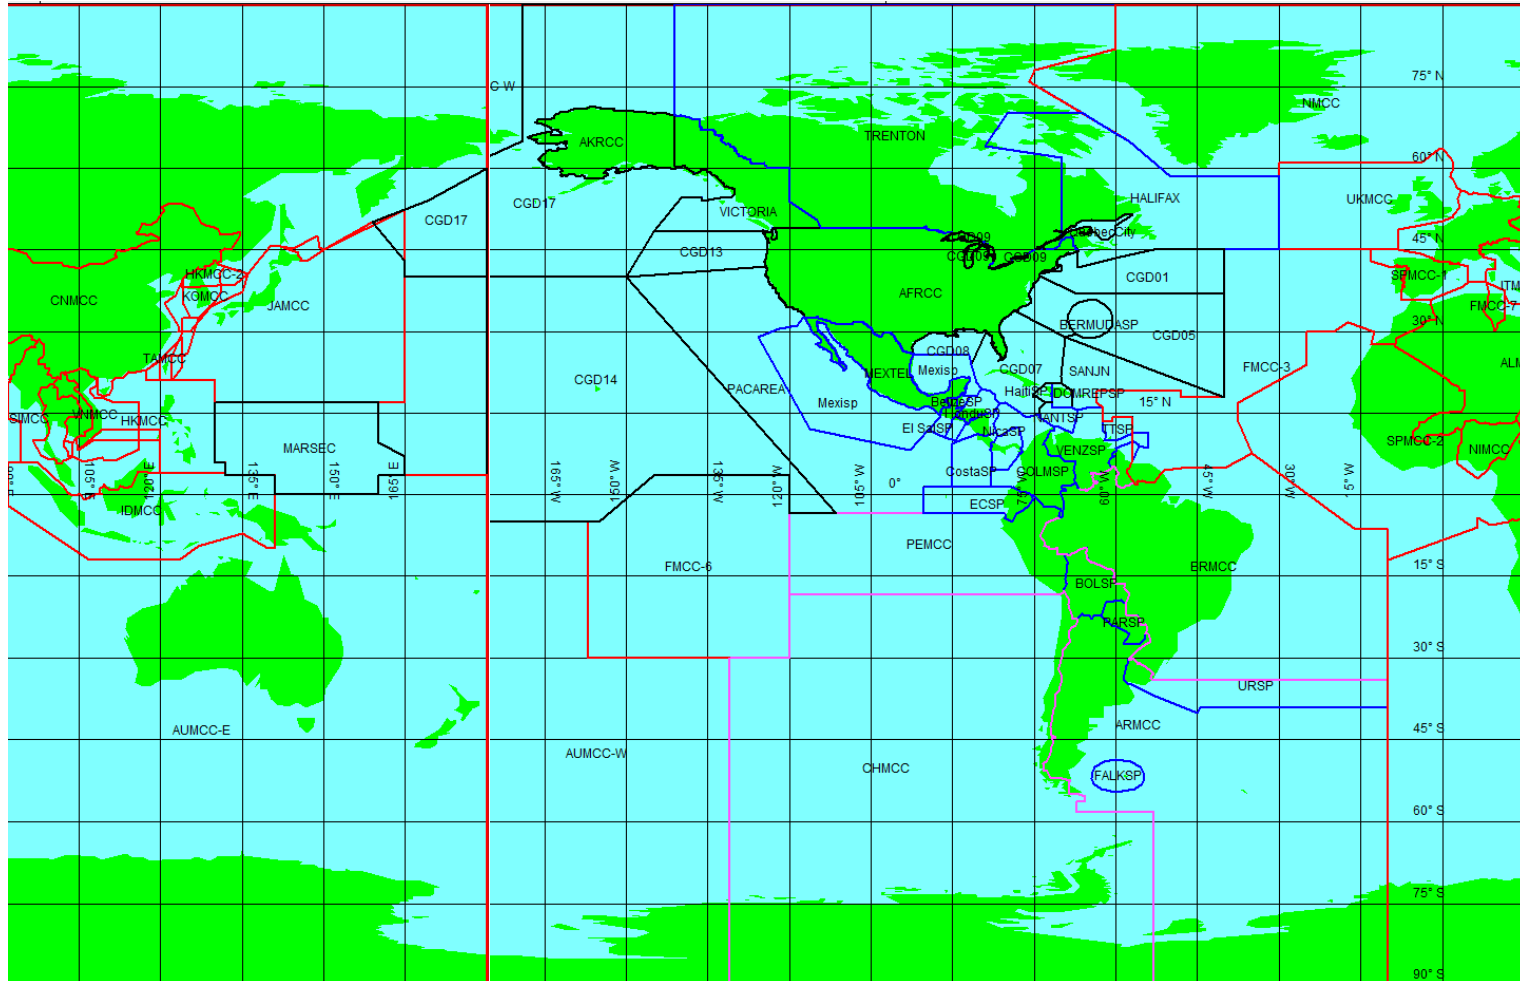 75° N
C W
NMCC
TRENTON
AKRCC
60° N
HALIFAX
UKMCC
CGD17
CGD17
VICTORIA
QuebecCity
CGD09
45° N
CGD13
CGD09
CGD09
HKMCC-2
SPMCC-1
CGD01
ITM
KOMCC
CNMCC
JAMCC
AFRCC
FMCC-7
BERMUDASP
30° N
CGD05
TAMCC
CGD08
ALM
CGD14
CGD07
SANJN
FMCC-3
MEXTEL
Mexisp
PACAREA
HaitiSP
DOMREPSP
Mexisp
15° N
VNMCC
HKMCC
SIMCC
ANTSP
El SalSP
NicaSP
TTSP
SPMCC-2
MARSEC
VENZSP
NIMCC
CostaSP
COLMSP
105° E
120° E
135° E
150° E
165° E
165° W
150° W
135° W
120° W
105° W
0°
75° W
60° W
45° W
30° W
IDMCC
ECSP
PEMCC
FMCC-6
BRMCC
15° S
BOLSP
PARSP
30° S
URSP
AUMCC-E
ARMCC
45° S
AUMCC-W
CHMCC
FALKSP
60° S
75° S
90° S